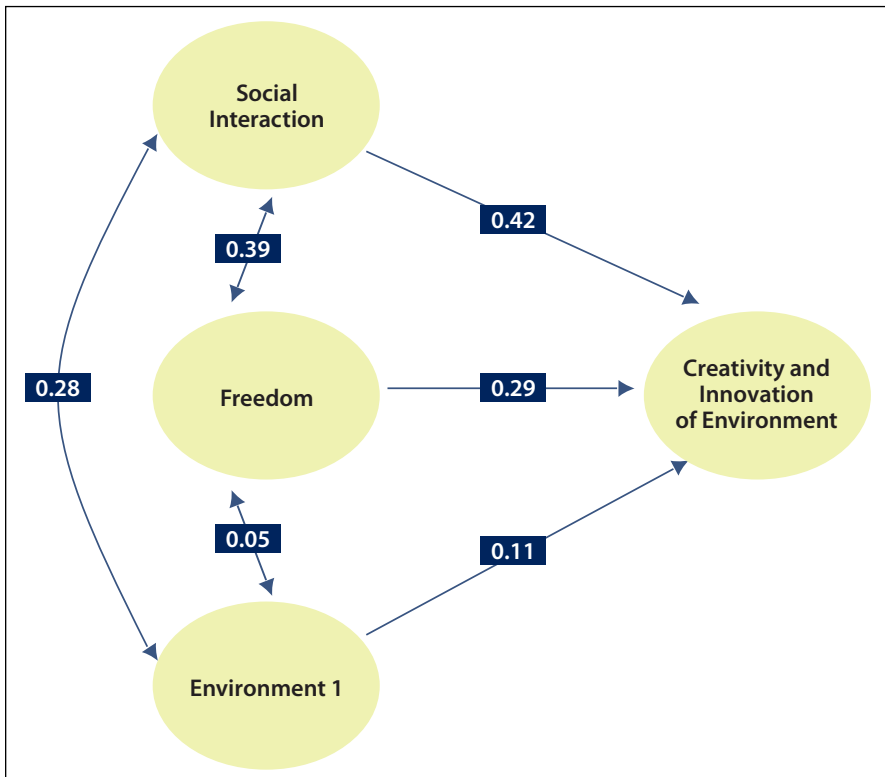 Social
Interaction
0.42
0.39
0.28
Freedom
0.29
Creativity and
Innovation
of Environment
0.05
0.11
Environment 1